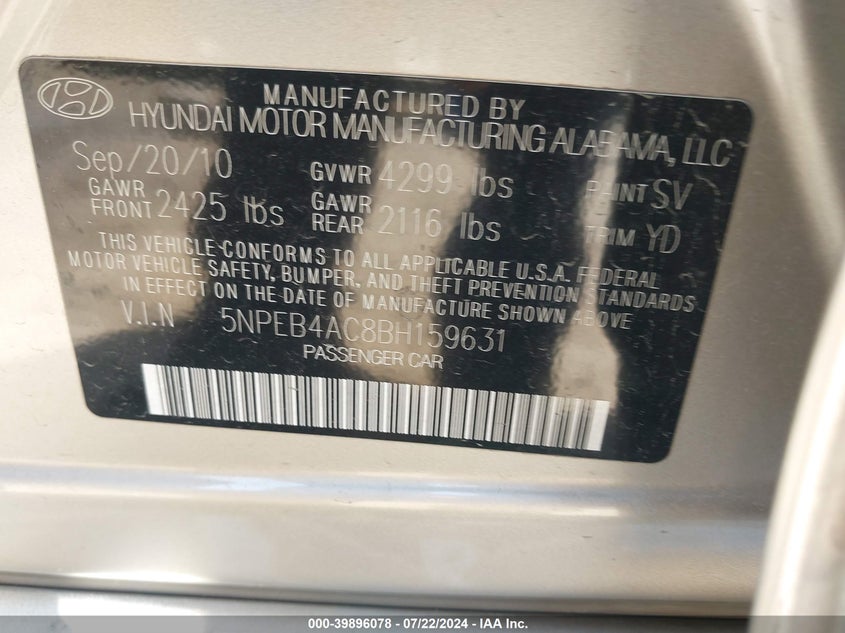 MANUFACTURED BY
HYUNDAI MOTOR MANUFACTURING ALABAMA, LLC
Sep/20/10 GVWR 4299 lbs PAINT SV
GAWR FRONT 2425 lbs GAWR REAR 2116 lbs TRIM YD
THIS VEHICLE CONFORMS TO ALL APPLICABLE U.S.A. FEDERAL
MOTOR VEHICLE SAFETY, BUMPER, AND THEFT PREVENTION STANDARDS
IN EFFECT ON THE DATE OF MANUFACTURE SHOWN ABOVE
V.I.N 5NPEB4AC8BH159631
PASSENGER CAR
000-39896078 - 07/22/2024 - IAA Inc.